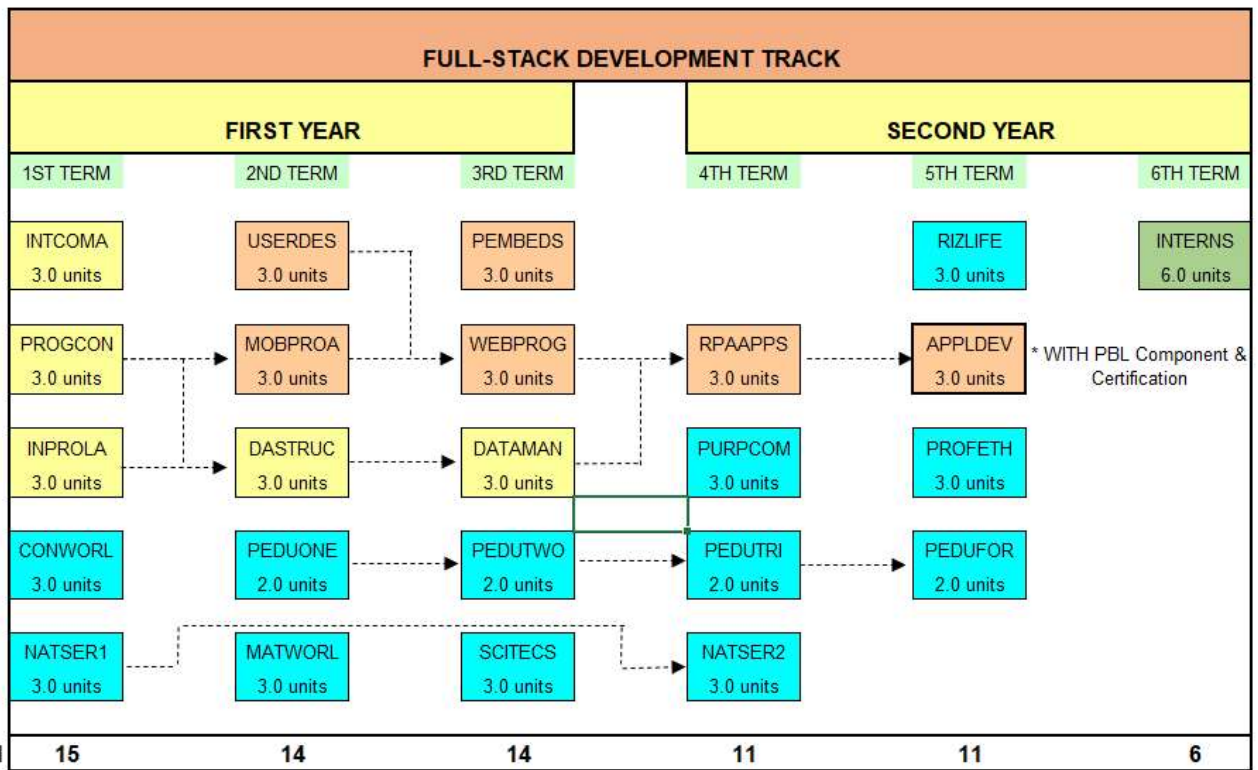 FULL-STACK DEVELOPMENT TRACK
FIRST YEAR
SECOND YEAR
1ST TERM
2ND TERM
3RD TERM
4TH TERM
5TH TERM
6TH TERM
INTCOMA
3.0 units
USERDES
3.0 units
PEMBEDS
3.0 units
RIZLIFE
3.0 units
INTERNS
6.0 units
PROGCON
3.0 units
MOBPROA
3.0 units
WEBPROG
3.0 units
RPAAPPS
3.0 units
APPLDEV
3.0 units
* WITH PBL Component &
Certification
INPROLA
3.0 units
DASTRUC
3.0 units
DATAMAN
3.0 units
PURPCOM
3.0 units
PROFETH
3.0 units
CONWORL
3.0 units
PEDUONE
2.0 units
PEDUTWO
2.0 units
PEDUTRI
2.0 units
PEDUFOR
2.0 units
NATSER1
3.0 units
MATWORL
3.0 units
SCITECS
3.0 units
NATSER2
3.0 units
15
14
14
11
11
6